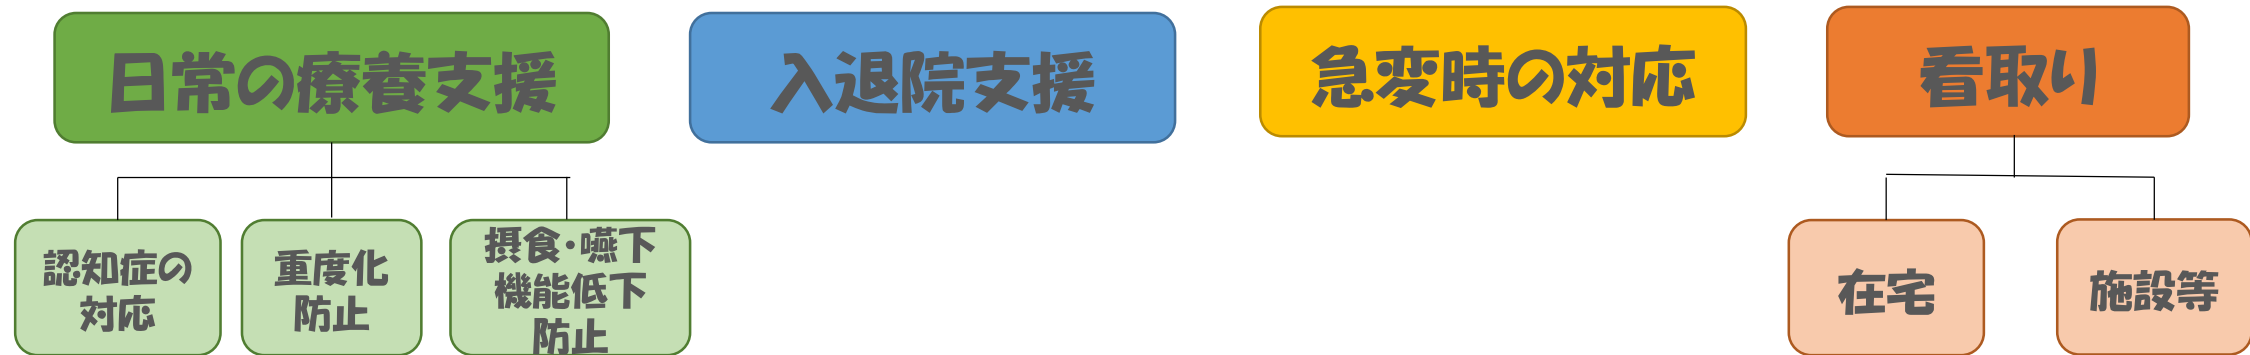 日常の療養支援
入退院支援
急変時の対応
看取り
認知症の
対応
重度化
防止
摂食・嚥下
機能低下
防止
在宅
施設等